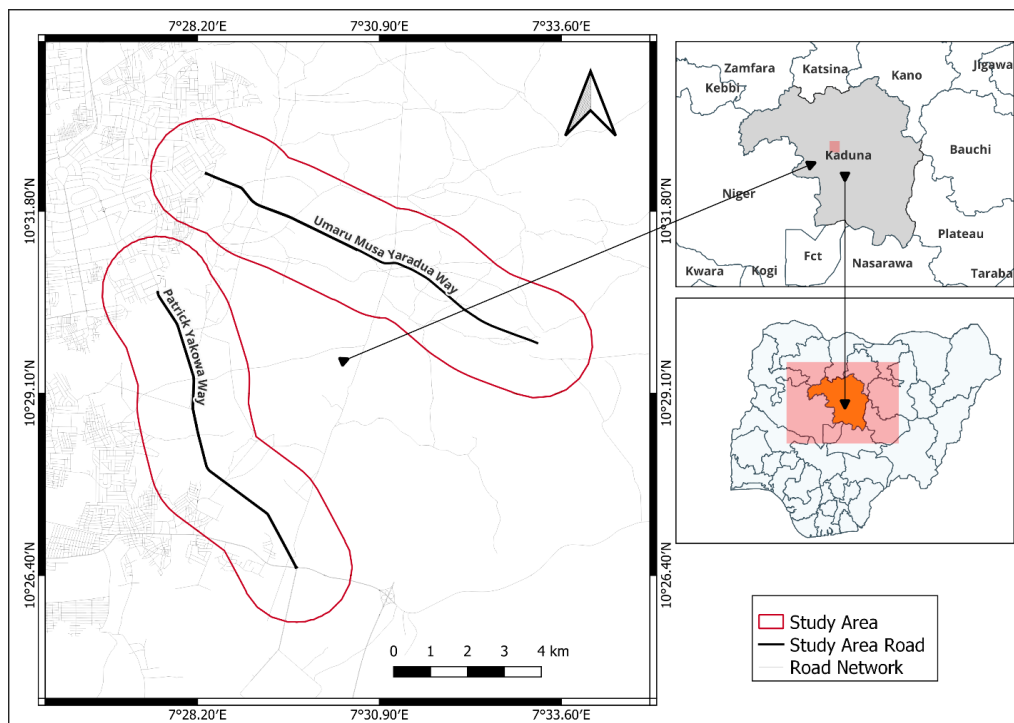 7°28.20′E 7°30.90′E 7°33.60′E
10°31.80′N
10°29.10′N
10°26.40′N
Umaru Musa Yaradua Way
Patrick Yakowa Way
0 1 2 3 4 km
7°28.20′E 7°30.90′E 7°33.60′E
10°31.80′N
10°29.10′N
10°26.40′N
Zamfara
Katsina
Kano
Jigawa
Kebbi
Kaduna
Bauchi
Niger
Plateau
Fct
Kwara
Kogi
Nasarawa
Taraba
Study Area
Study Area Road
Road Network